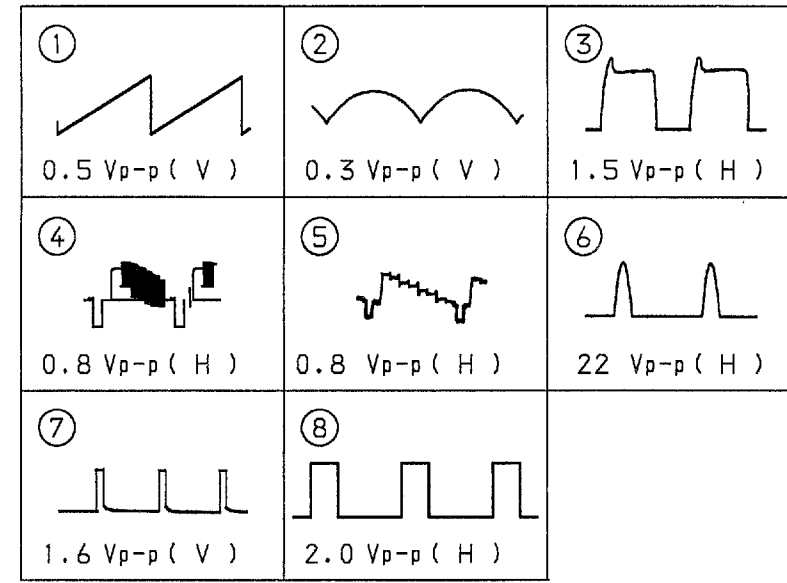 ① ② ③
0.5 Vp-p ( V ) 0.3 Vp-p ( V ) 1.5 Vp-p ( H )
④ ⑤ ⑥
0.8 Vp-p ( H ) 0.8 Vp-p ( H ) 22 Vp-p ( H )
⑦ ⑧
1.6 Vp-p ( V ) 2.0 Vp-p ( H )